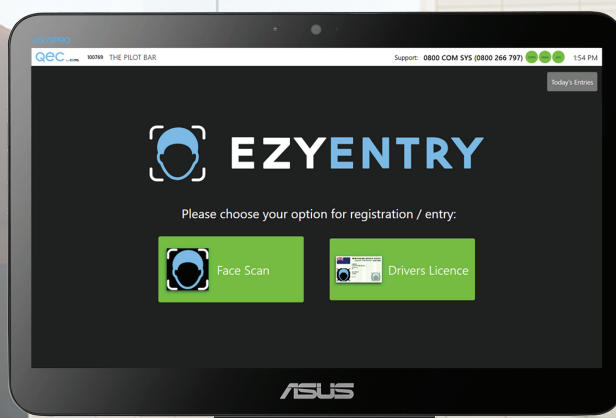 ASUSPRO
QEC
100769 THE PILOT BAR
Support: 0800 COM SYS (0800 266 797)
1:54 PM
Today's Entries
EZYENTRY
Please choose your option for registration / entry:
Face Scan
Drivers Licence
ASUS